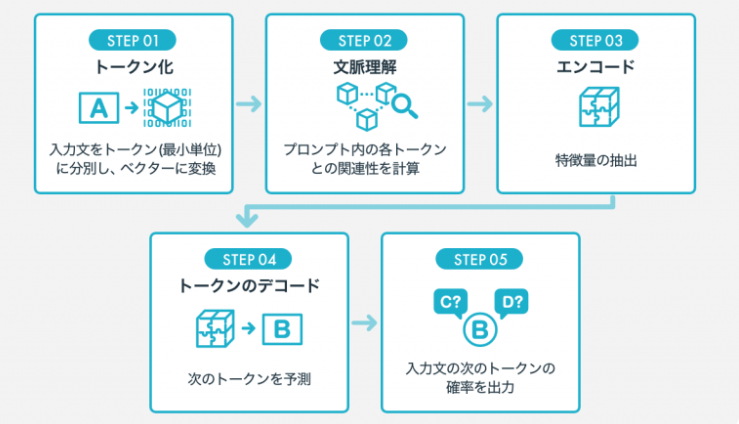 STEP 01
トークン化
A
入力文をトークン(最小単位)
に分別し、ベクターに変換
STEP 02
文脈理解
プロンプト内の各トークン
との関連性を計算
STEP 03
エンコード
特徴量の抽出
STEP 04
トークンのデコード
B
次のトークンを予測
STEP 05
C?
D?
B
入力文の次のトークンの
確率を出力